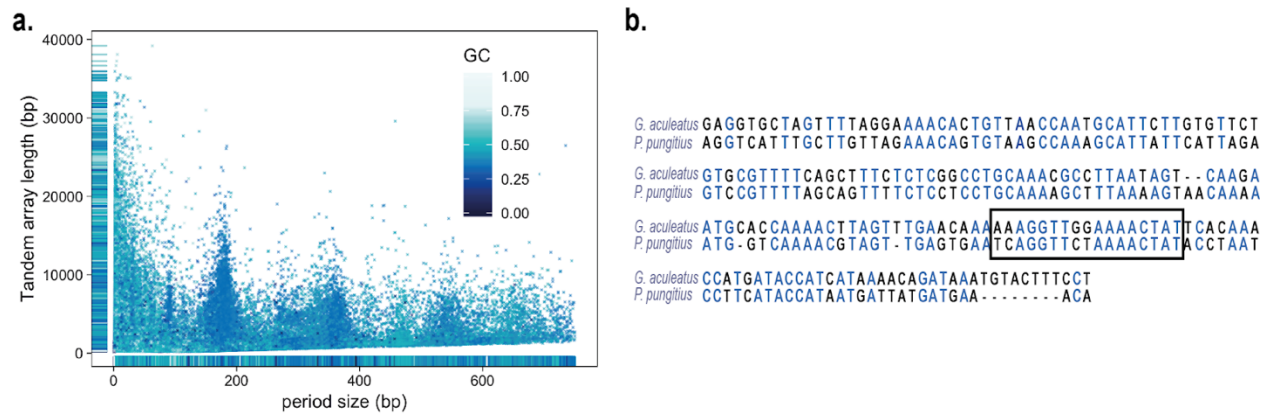 a.
40000
30000
20000
10000
0
Tandem array length (bp)
GC
1.00
0.75
0.50
0.25
0.00
0
200
400
600
period size (bp)
b.
G. aculeatus GAGGTGCTAGTTTTAGGAAAACACTGTTAACCAATGCATTCTTGTGTTCT
P. pungitius AGGTCATTTGCTTGTTAGAAACAGTGTAAGCCAAAGCATTATTCATTAGA
G. aculeatus GTGCGTTTTCAGCTTTCTCTCGGCCTGCAAACGCCTTAATAGT--CAAGA
P. pungitius GTCCGTTTTAGCAGTTTTCTCCTCCTGCAAAAGCTTTAAAAGTAACAAAA
G. aculeatus ATGCACCAAAACTTAGTTTGAACAAAAAAGGTTGGAAAACTATTCACAAA
P. pungitius ATG-GTCAAAACGTAGT-TGAGTGAATCAGGTTCTAAAACTATACCTAAT
G. aculeatus CCATGATACCATCATAAAACAGATAAATGTACTTTCCT
P. pungitius CCTTCATACCATAATGATTATGATGAA--------ACA